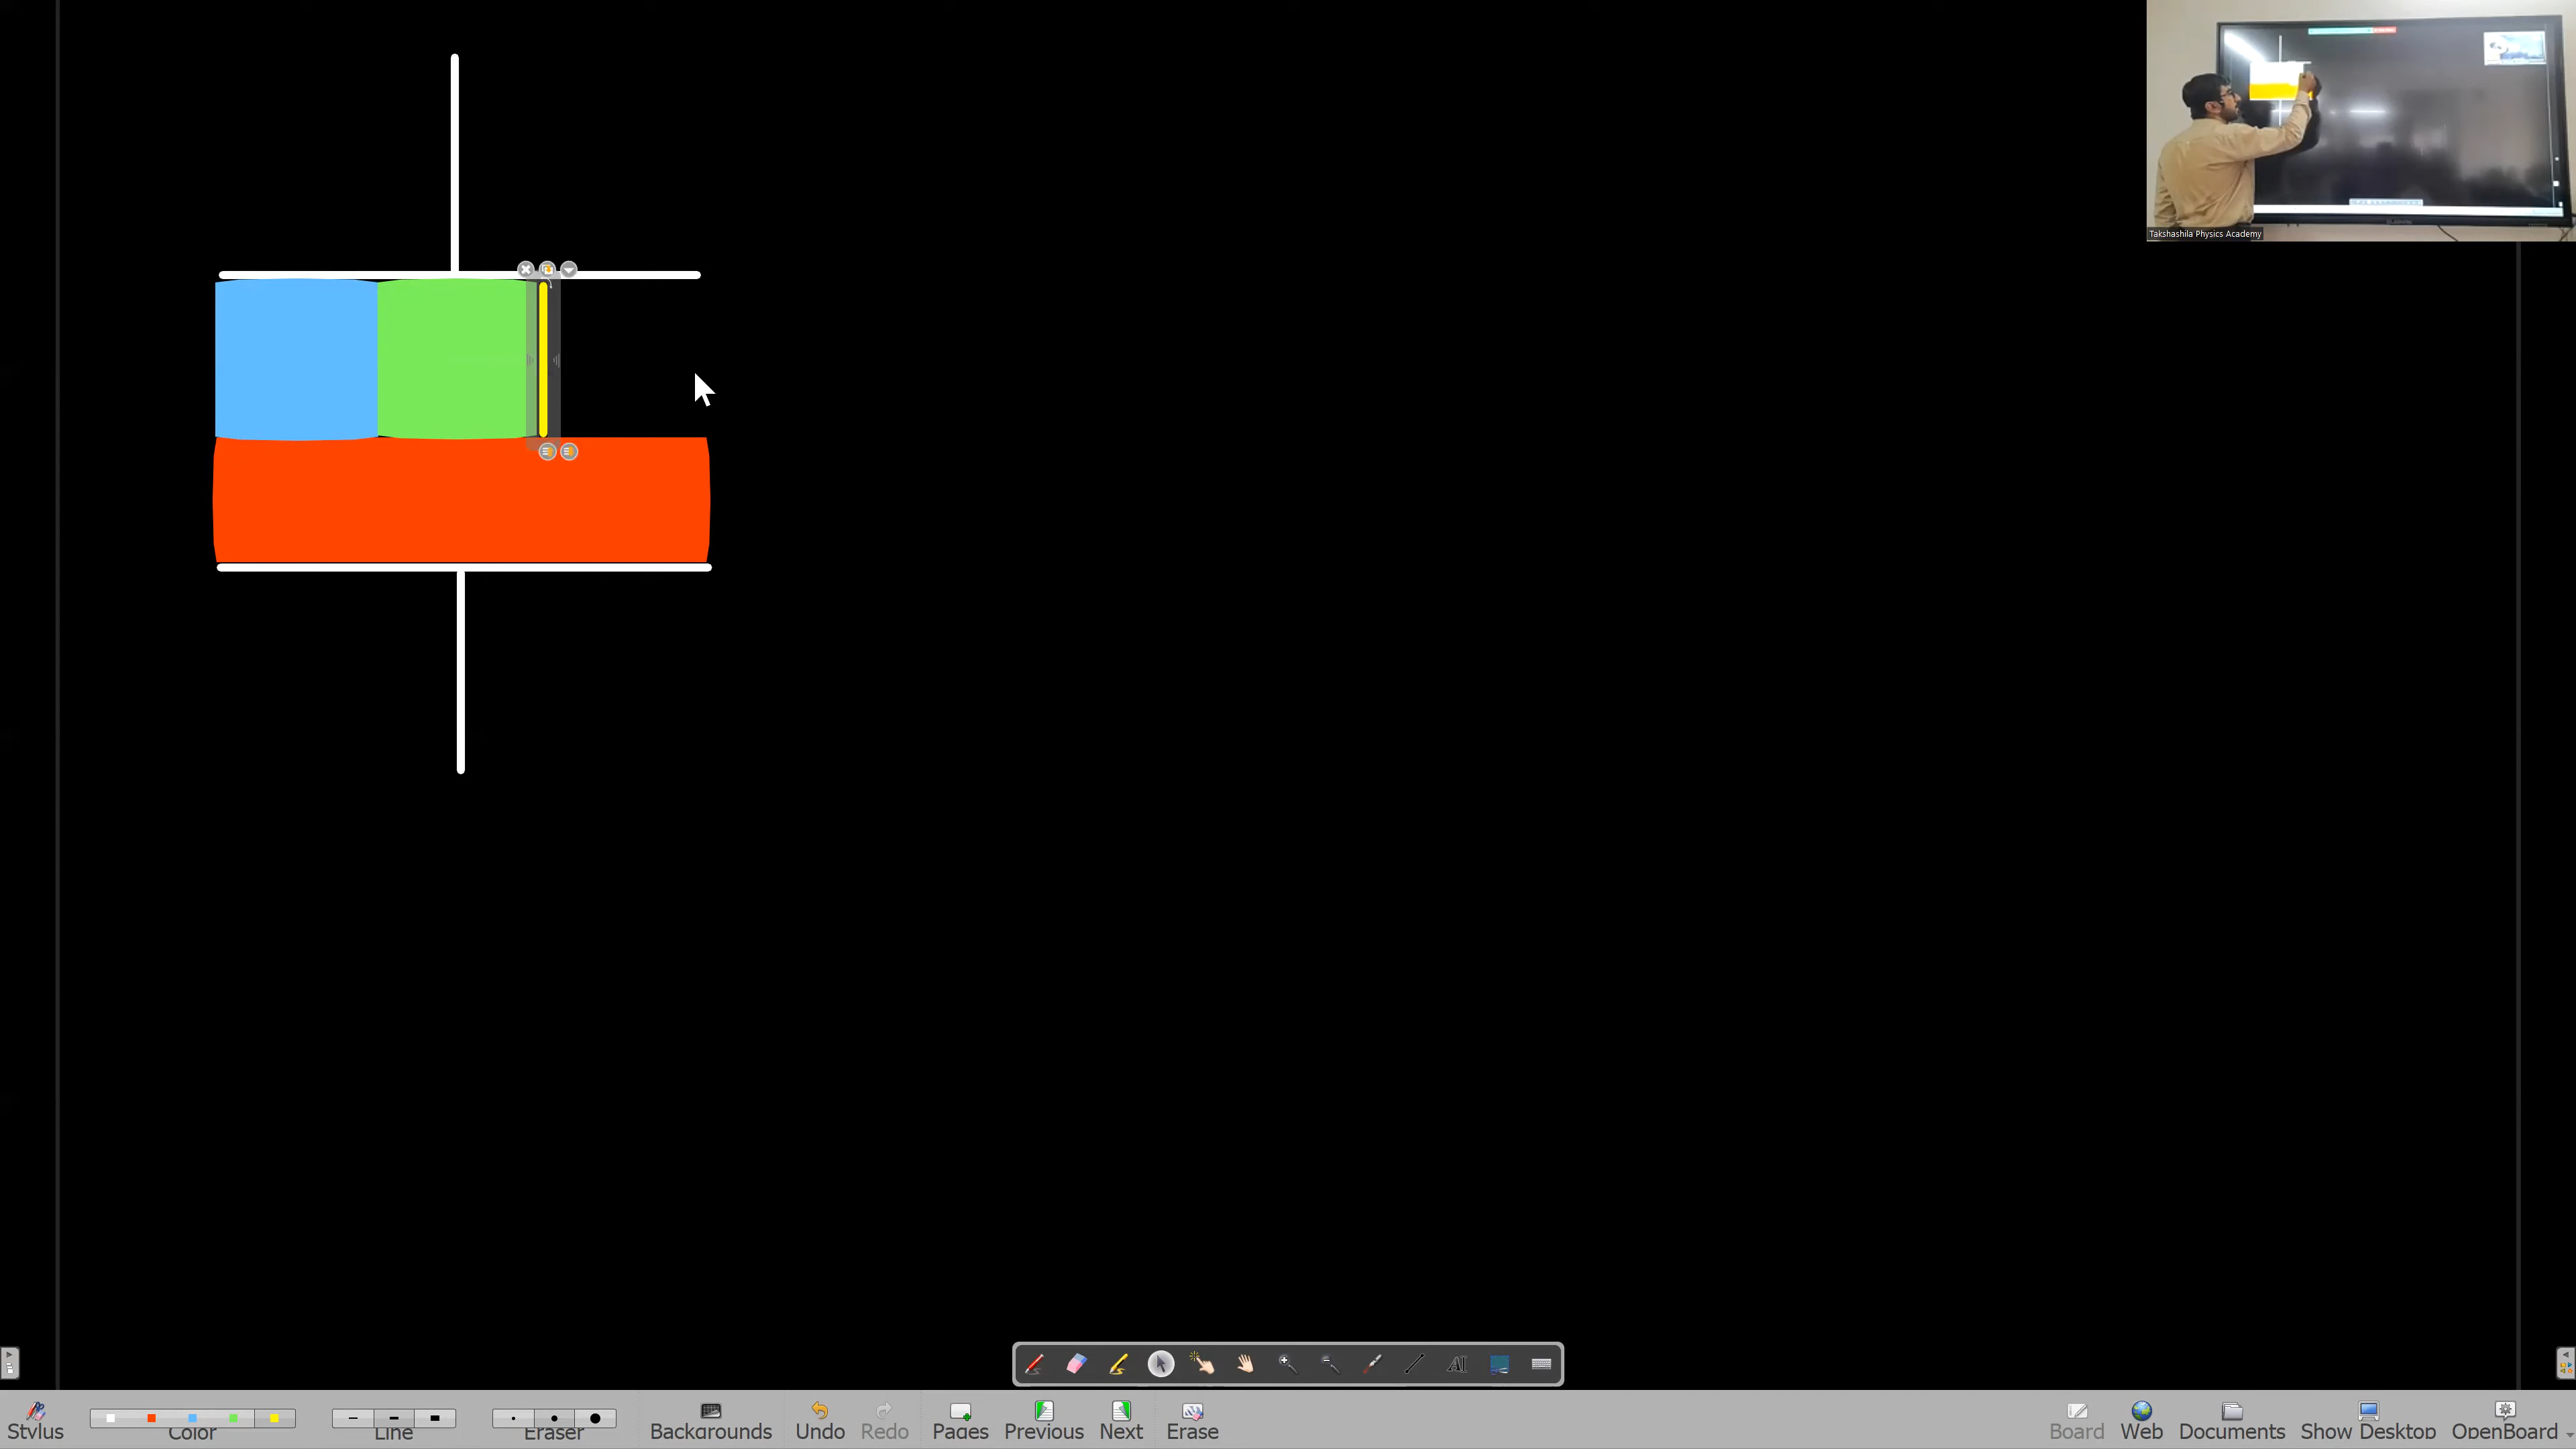 Takshashila Physics Academy
Stylus
Color
Line
Eraser
Backgrounds
Undo
Redo
Pages
Previous
Next
Erase
Board
Web
Documents
Show Desktop
OpenBoard
AI